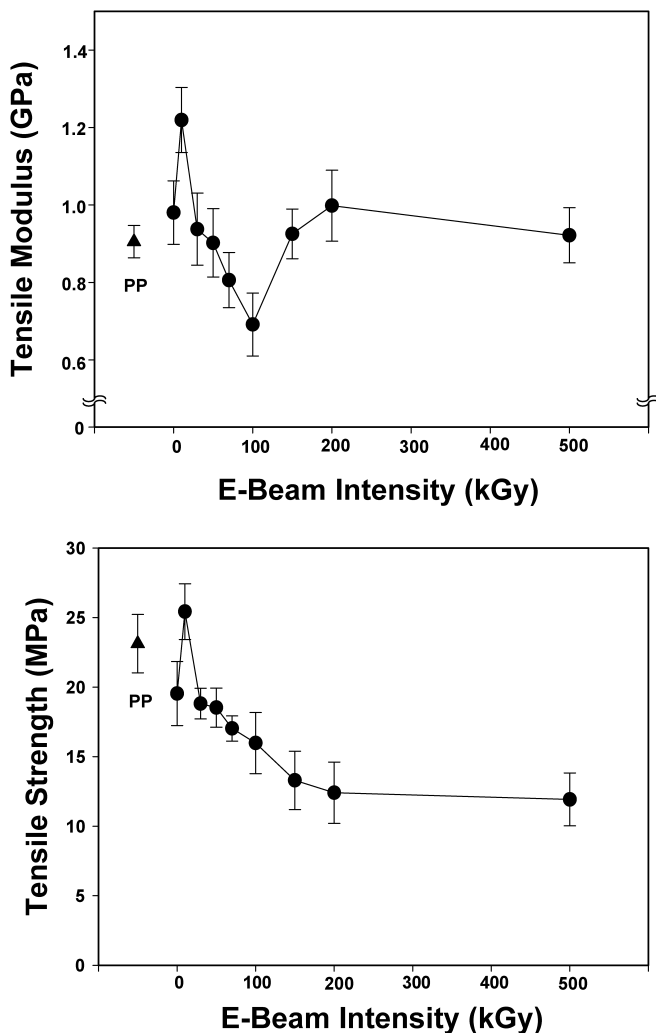 1.4
1.2
1.0
0.8
0.6
0
Tensile Modulus (GPa)
PP
0 100 200 300 400 500
E-Beam Intensity (kGy)
30
25
20
15
10
5
0
Tensile Strength (MPa)
PP
0 100 200 300 400 500
E-Beam Intensity (kGy)